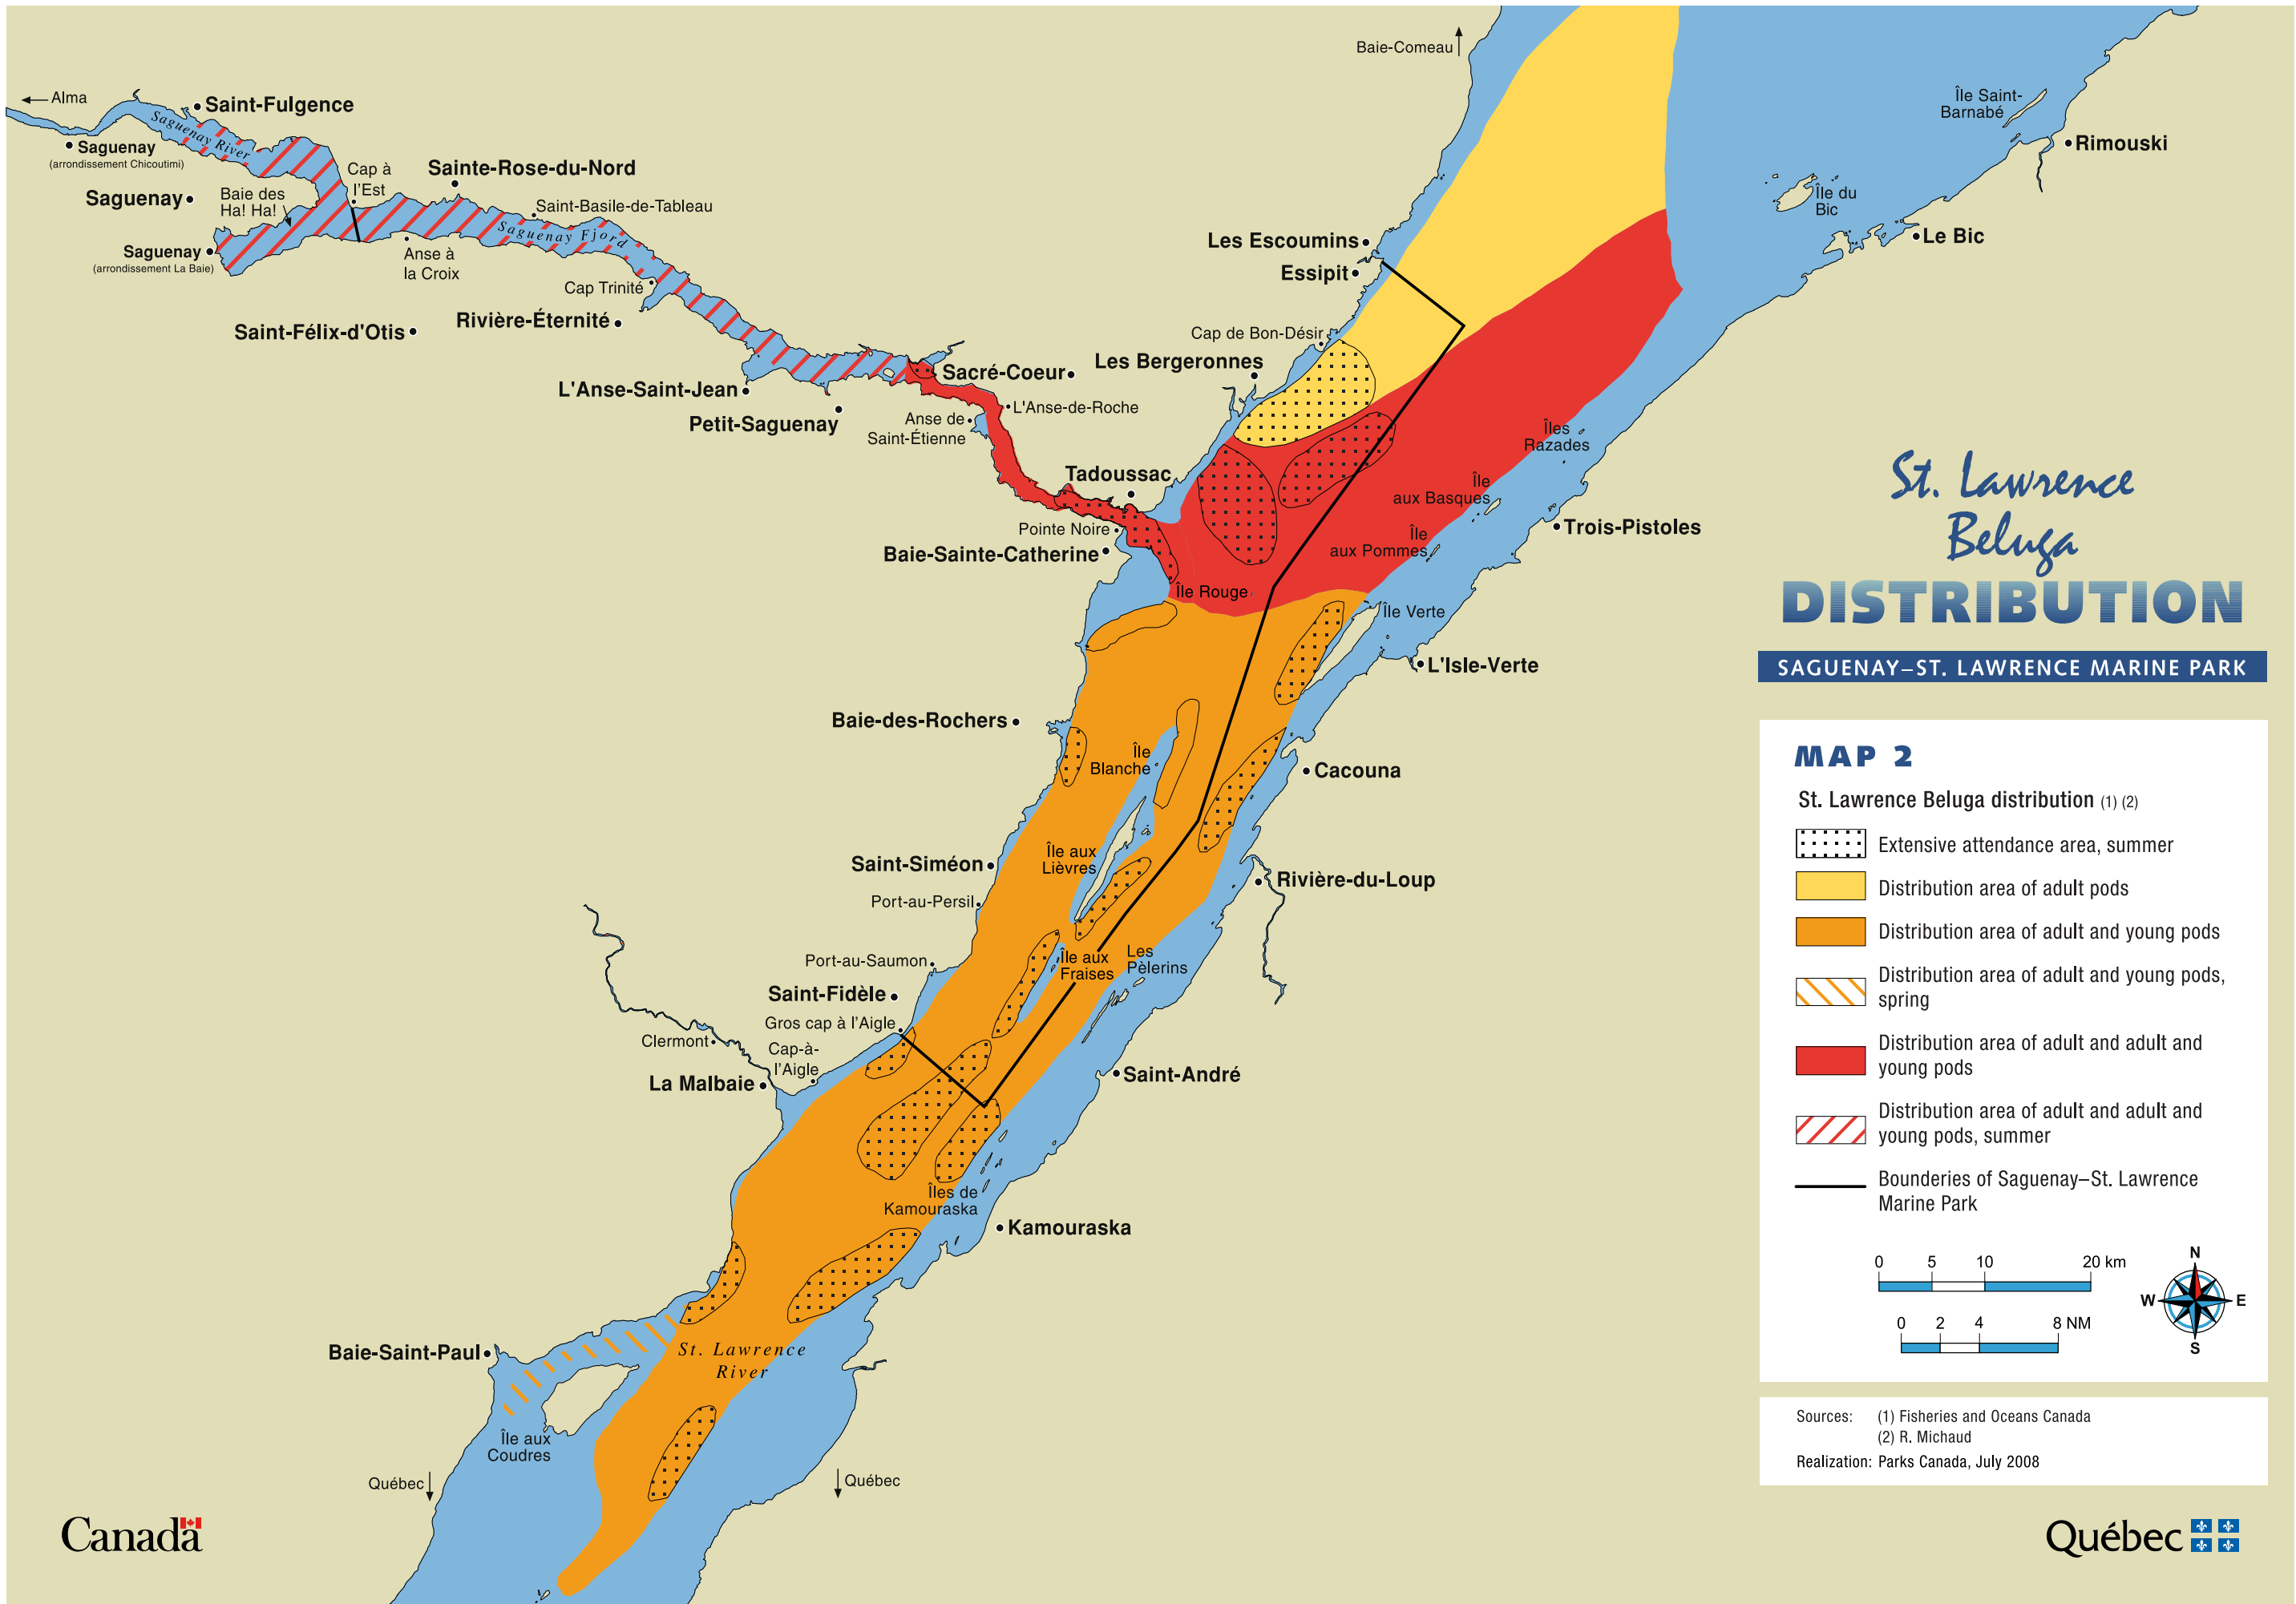 Baie-Comeau
Alma
Saint-Fulgence
Saguenay River
Saguenay
(arrondissement Chicoutimi)
Saguenay
Baie des
Ha! Ha!
Cap à
l'Est
Sainte-Rose-du-Nord
Saint-Basile-de-Tableau
Saguenay Fjord
Saguenay
(arrondissement La Baie)
Anse à
la Croix
Cap Trinité
Rivière-Éternité
Saint-Félix-d'Otis
L'Anse-Saint-Jean
Petit-Saguenay
Sacré-Coeur
L'Anse-de-Roche
Anse de
Saint-Étienne
Tadoussac
Pointe Noire
Baie-Sainte-Catherine
Les Escoumins
Essipit
Cap de Bon-Désir
Les Bergeronnes
Île Saint-
Barnabé
Rimouski
Île du
Bic
Le Bic
Îles
Razades
Île
aux Basques
Île
aux Pommes
Trois-Pistoles
Île Rouge
Île Verte
L'Isle-Verte
Baie-des-Rochers
Île
Blanche
Cacouna
Île aux
Lièvres
Saint-Siméon
Port-au-Persil
Rivière-du-Loup
Port-au-Saumon
Île aux
Fraises
Les
Pèlerins
Saint-Fidèle
Gros cap à l'Aigle
Clermont
Cap-à-
l'Aigle
La Malbaie
Saint-André
Îles de
Kamouraska
Kamouraska
Baie-Saint-Paul
St. Lawrence
River
Île aux
Coudres
Québec
Québec
St. Lawrence
Beluga
DISTRIBUTION
SAGUENAY–ST. LAWRENCE MARINE PARK
MAP 2
St. Lawrence Beluga distribution (1) (2)
Extensive attendance area, summer
Distribution area of adult pods
Distribution area of adult and young pods
Distribution area of adult and young pods,
spring
Distribution area of adult and adult and
young pods
Distribution area of adult and adult and
young pods, summer
Bounderies of Saguenay–St. Lawrence
Marine Park
0 5 10 20 km
0 2 4 8 NM
N
W E
S
Sources: (1) Fisheries and Oceans Canada
(2) R. Michaud
Realization: Parks Canada, July 2008
Canada
Québec